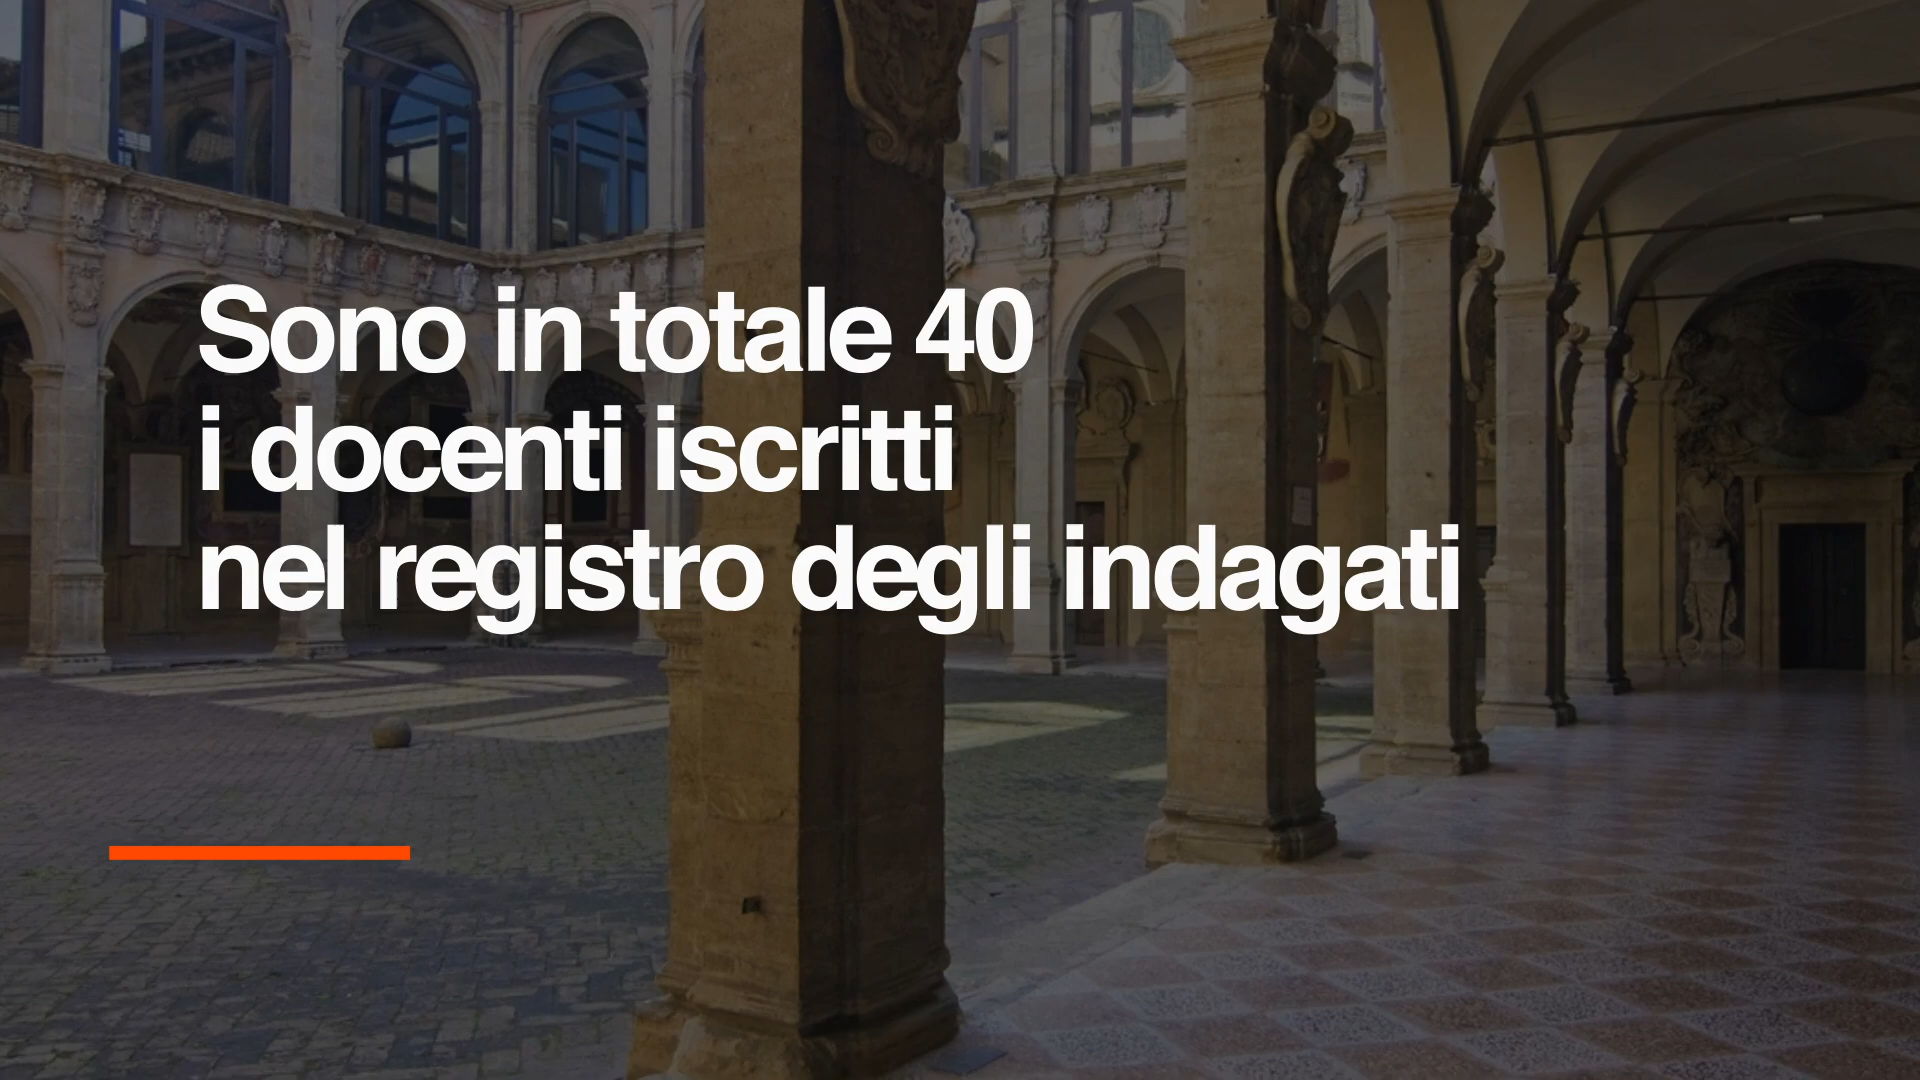 Sono in totale 40
i docenti iscritti
nel registro degli indagati